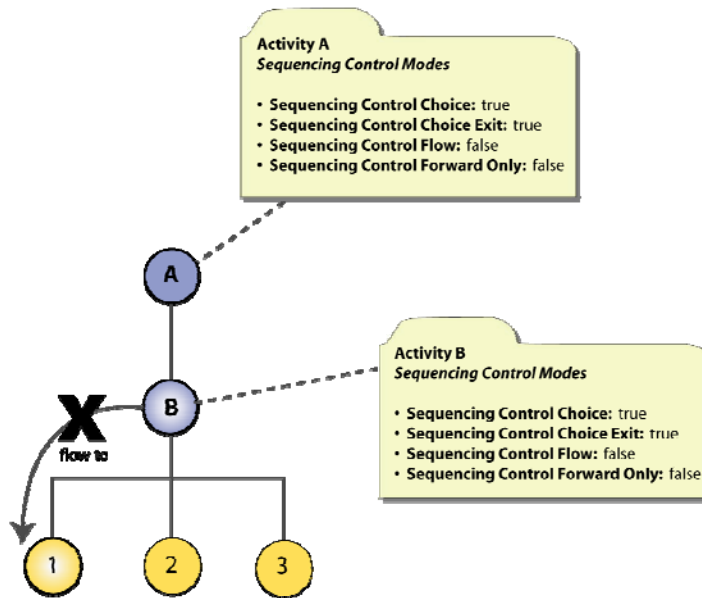 Activity A
Sequencing Control Modes
• Sequencing Control Choice: true
• Sequencing Control Choice Exit: true
• Sequencing Control Flow: false
• Sequencing Control Forward Only: false
A
Activity B
Sequencing Control Modes
• Sequencing Control Choice: true
• Sequencing Control Choice Exit: true
• Sequencing Control Flow: false
• Sequencing Control Forward Only: false
B
X
flow to
1
2
3